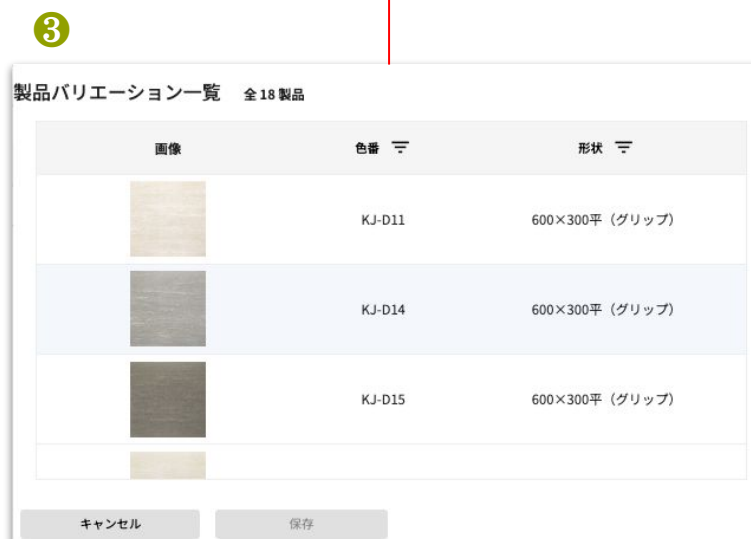 3
製品バリエーション一覧 全18製品
画像 色番 形状
KJ-D11 600×300平（グリップ）
KJ-D14 600×300平（グリップ）
KJ-D15 600×300平（グリップ）
キャンセル 保存